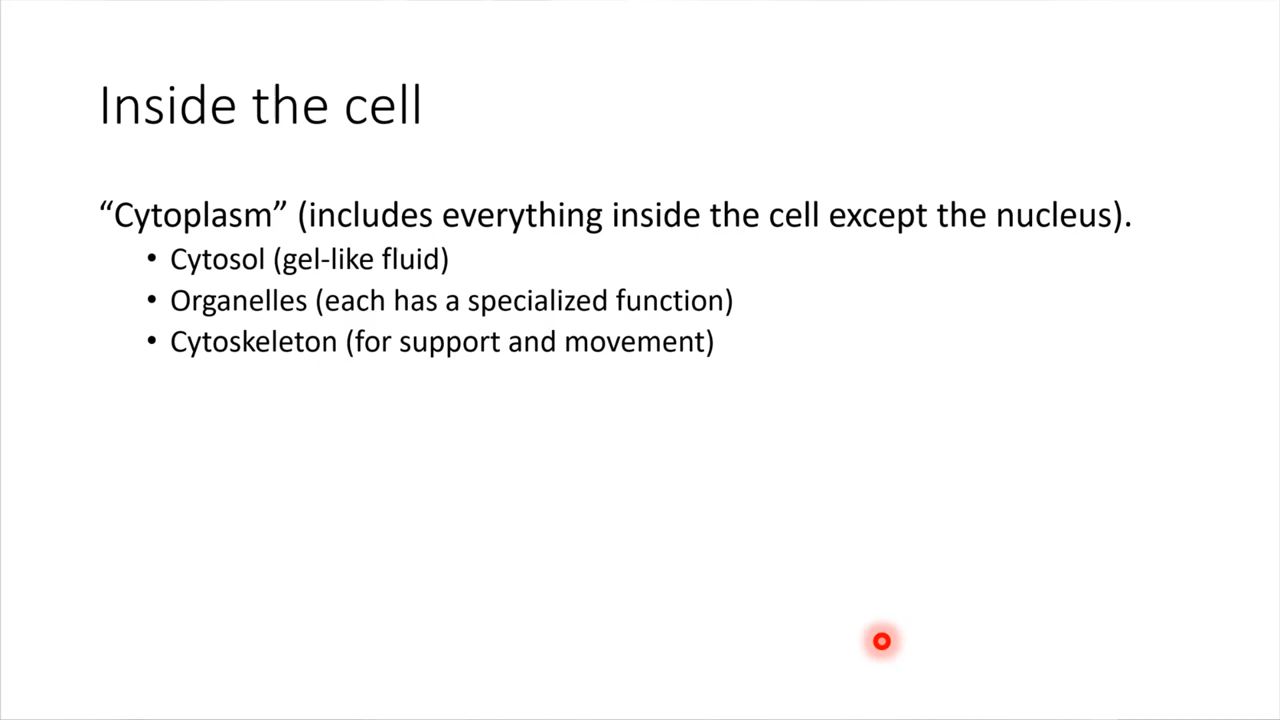 Inside the cell
“Cytoplasm” (includes everything inside the cell except the nucleus).
• Cytosol (gel-like fluid)
• Organelles (each has a specialized function)
• Cytoskeleton (for support and movement)